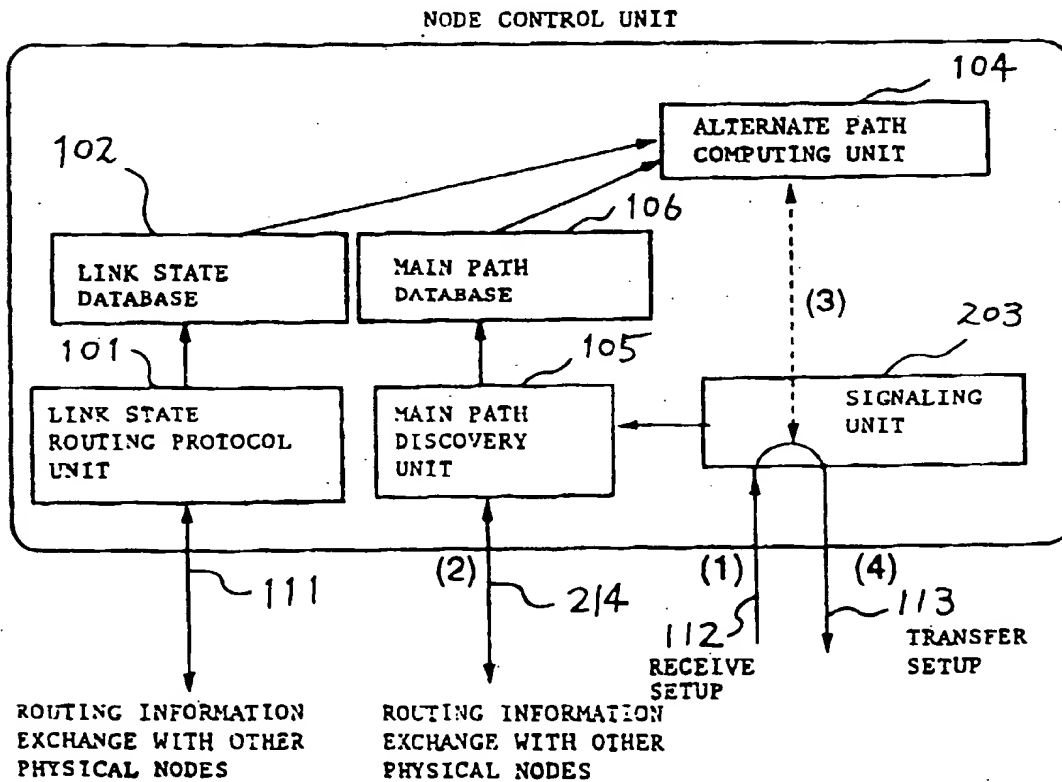 NODE CONTROL UNIT
104
ALTERNATE PATH
COMPUTING UNIT
102
106
LINK STATE
DATABASE
MAIN PATH
DATABASE
(3)
203
101
105
LINK STATE
ROUTING PROTOCOL
UNIT
MAIN PATH
DISCOVERY
UNIT
SIGNALING
UNIT
(2)
(1)
(4)
111
214
112
113
RECEIVE
SETUP
TRANSFER
SETUP
ROUTING INFORMATION
EXCHANGE WITH OTHER
PHYSICAL NODES
ROUTING INFORMATION
EXCHANGE WITH OTHER
PHYSICAL NODES